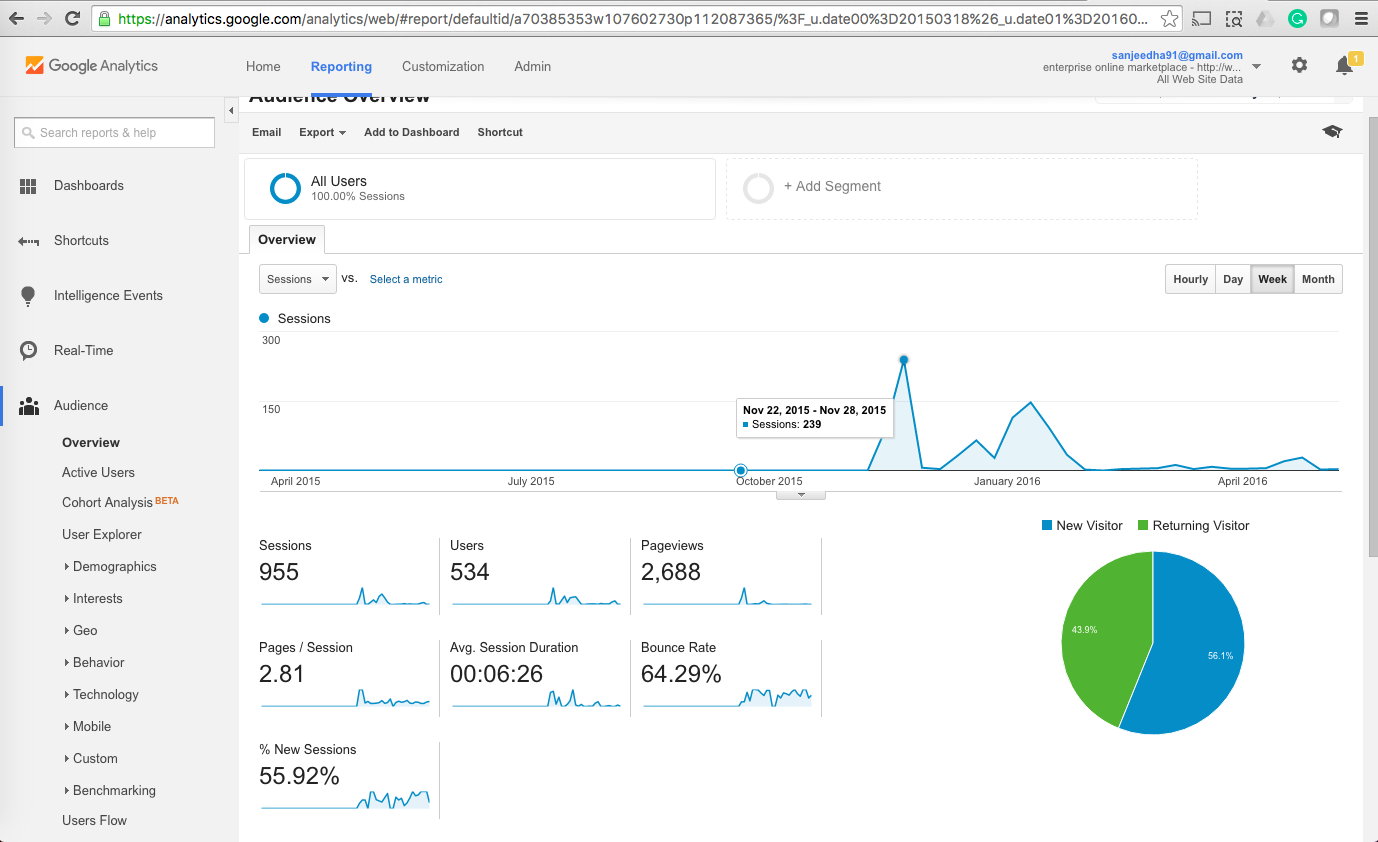 https://analytics.google.com/analytics/web/#report/defaultid/a70385353w107602730p112087365/%3F_u.date00%3D20150318%26_u.date01%3D20160...
Google Analytics
Home Reporting Customization Admin
sanjeedha91@gmail.com
enterprise online marketplace - http://w...
All Web Site Data
1
Search reports & help
Dashboards
Shortcuts
Intelligence Events
Real-Time
Audience
Overview
Active Users
Cohort Analysis BETA
User Explorer
Demographics
Interests
Geo
Behavior
Technology
Mobile
Custom
Benchmarking
Users Flow
Audience Overview
Email Export Add to Dashboard Shortcut
All Users
100.00% Sessions
+ Add Segment
Overview
Sessions vs. Select a metric
Hourly Day Week Month
Sessions
300
150
Nov 22, 2015 - Nov 28, 2015
Sessions: 239
April 2015 July 2015 October 2015 January 2016 April 2016
Sessions
955
Users
534
Pageviews
2,688
Pages / Session
2.81
Avg. Session Duration
00:06:26
Bounce Rate
64.29%
% New Sessions
55.92%
New Visitor Returning Visitor
43.9%
56.1%